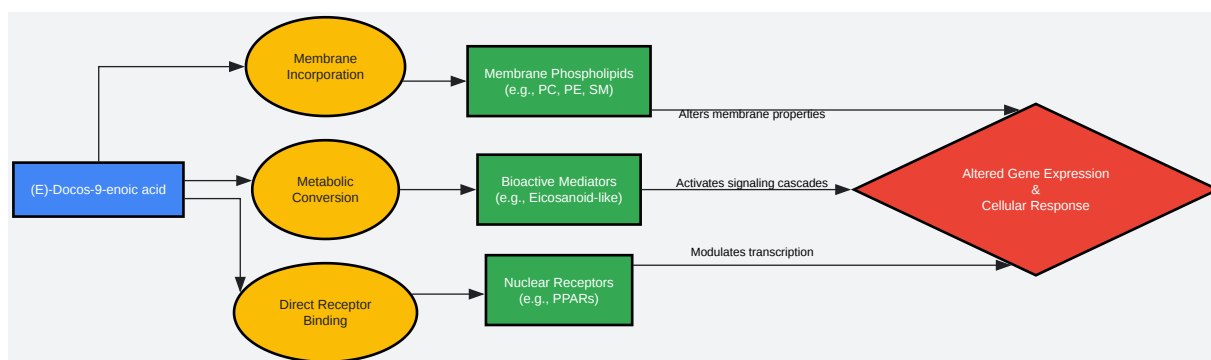 Membrane
Incorporation
Membrane Phospholipids
(e.g., PC, PE, SM)
Alters membrane properties
(E)-Docos-9-enoic acid
Metabolic
Conversion
Bioactive Mediators
(e.g., Eicosanoid-like)
Activates signaling cascades
Altered Gene Expression
&
Cellular Response
Direct Receptor
Binding
Nuclear Receptors
(e.g., PPARs)
Modulates transcription